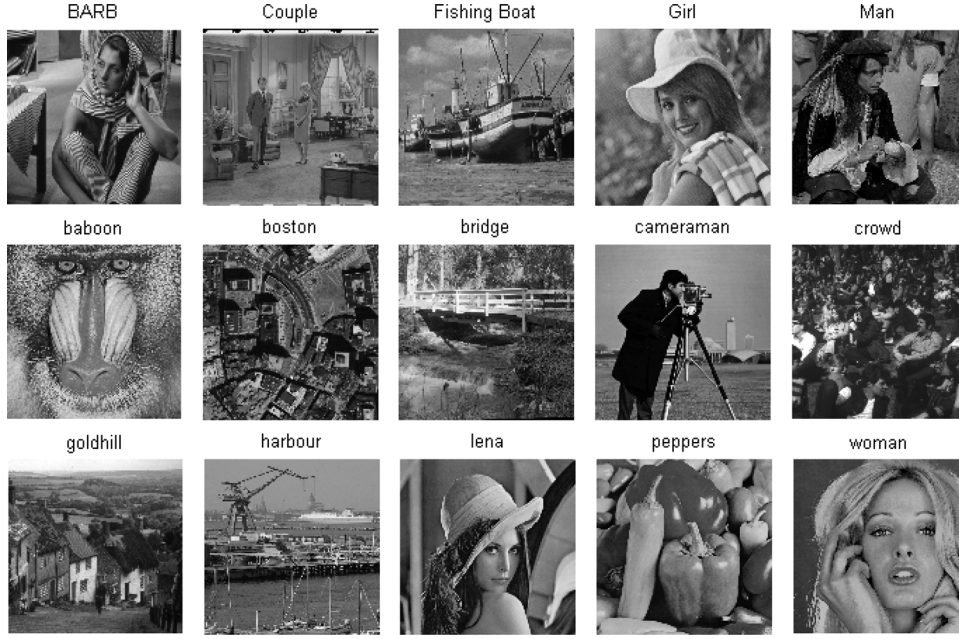 BARB Couple Fishing Boat Girl Man
baboon boston bridge cameraman crowd
goldhill harbour lena peppers woman